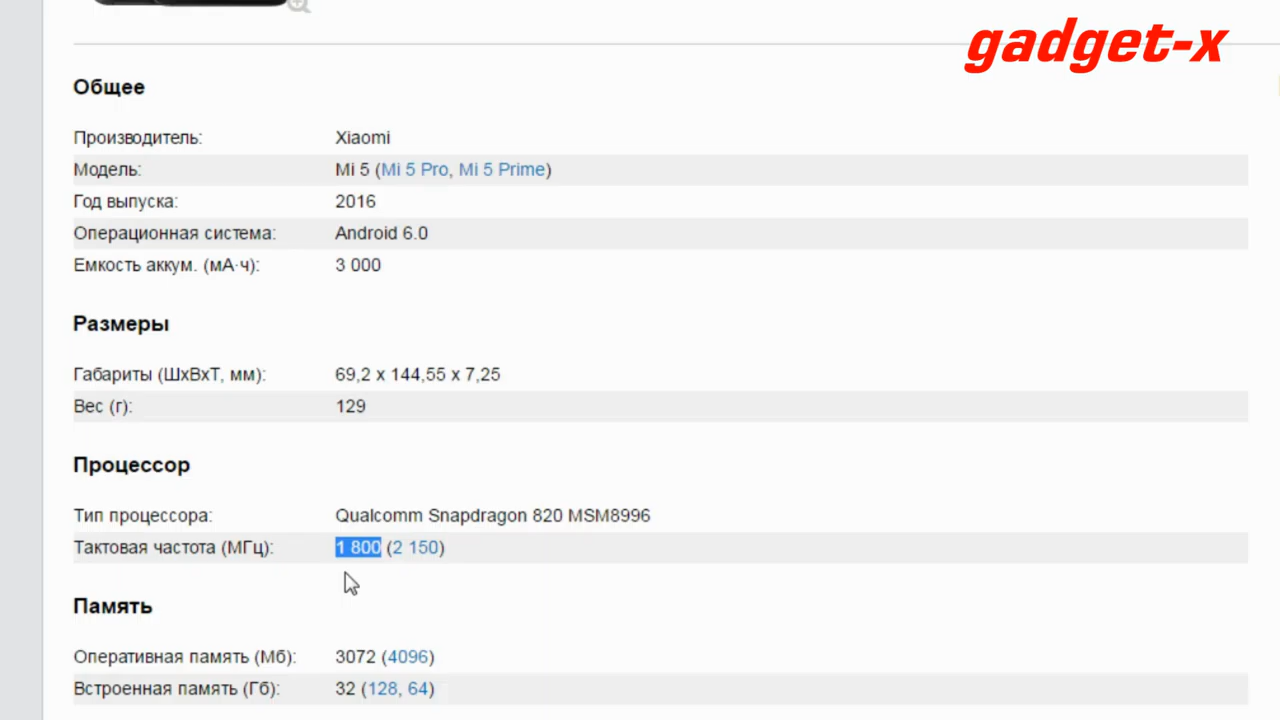 gadget-x
Общее
Производитель: Xiaomi
Модель: Mi 5 (Mi 5 Pro, Mi 5 Prime)
Год выпуска: 2016
Операционная система: Android 6.0
Емкость аккум. (мА·ч): 3 000
Размеры
Габариты (ШхВхТ, мм): 69,2 x 144,55 x 7,25
Вес (г): 129
Процессор
Тип процессора: Qualcomm Snapdragon 820 MSM8996
Тактовая частота (МГц): 1 800 (2 150)
Память
Оперативная память (Мб): 3072 (4096)
Встроенная память (Гб): 32 (128, 64)